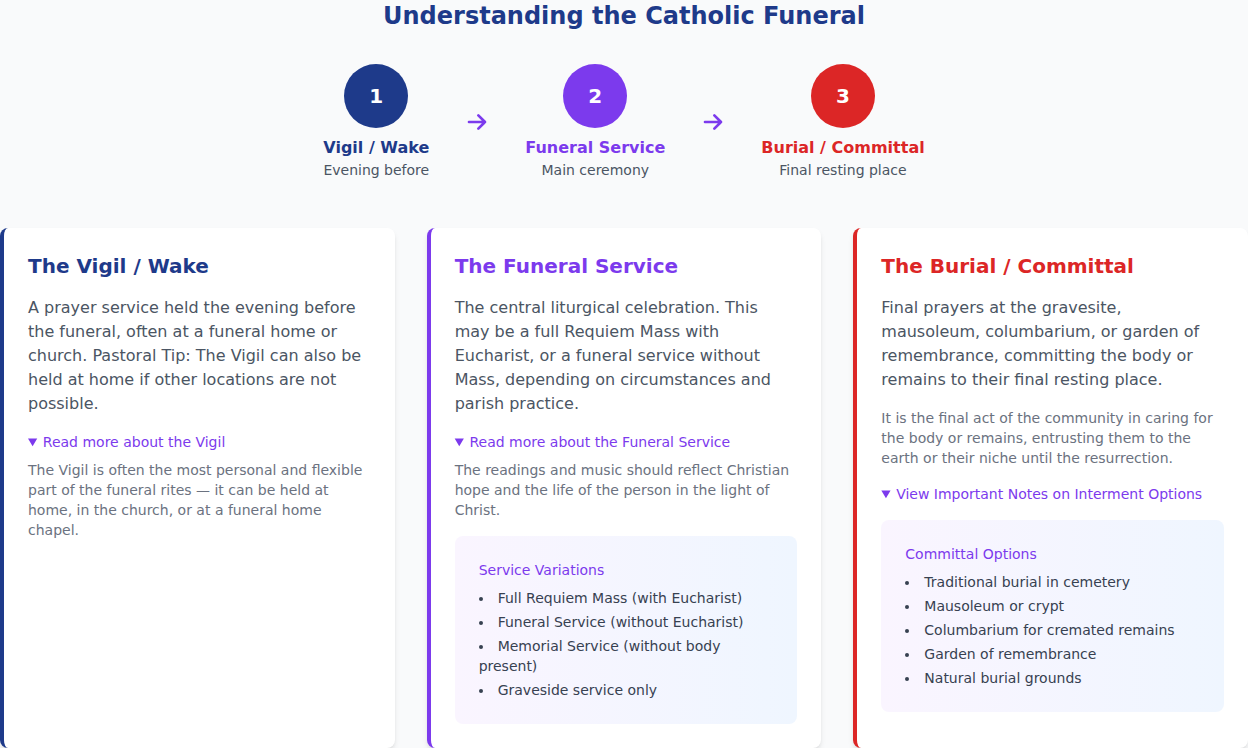 Understanding the Catholic Funeral
1
→
2
→
3
Vigil / Wake
Evening before
Funeral Service
Main ceremony
Burial / Committal
Final resting place
The Vigil / Wake
A prayer service held the evening before
the funeral, often at a funeral home or
church. Pastoral Tip: The Vigil can also be
held at home if other locations are not
possible.
▼ Read more about the Vigil
The Vigil is often the most personal and flexible
part of the funeral rites — it can be held at
home, in the church, or at a funeral home
chapel.
The Funeral Service
The central liturgical celebration. This
may be a full Requiem Mass with
Eucharist, or a funeral service without
Mass, depending on circumstances and
parish practice.
▼ Read more about the Funeral Service
The readings and music should reflect Christian
hope and the life of the person in the light of
Christ.
Service Variations
• Full Requiem Mass (with Eucharist)
• Funeral Service (without Eucharist)
• Memorial Service (without body
present)
• Graveside service only
The Burial / Committal
Final prayers at the gravesite,
mausoleum, columbarium, or garden of
remembrance, committing the body or
remains to their final resting place.
It is the final act of the community in caring for
the body or remains, entrusting them to the
earth or their niche until the resurrection.
▼ View Important Notes on Interment Options
Committal Options
• Traditional burial in cemetery
• Mausoleum or crypt
• Columbarium for cremated remains
• Garden of remembrance
• Natural burial grounds